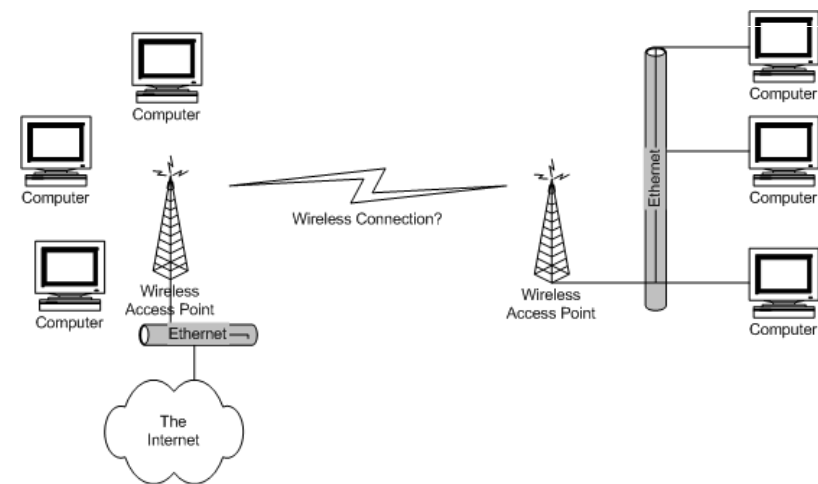 Computer
Computer
Computer
Computer
Ethernet
Computer
Wireless Connection?
Computer
Wireless
Access Point
Wireless
Access Point
Ethernet
The
Internet